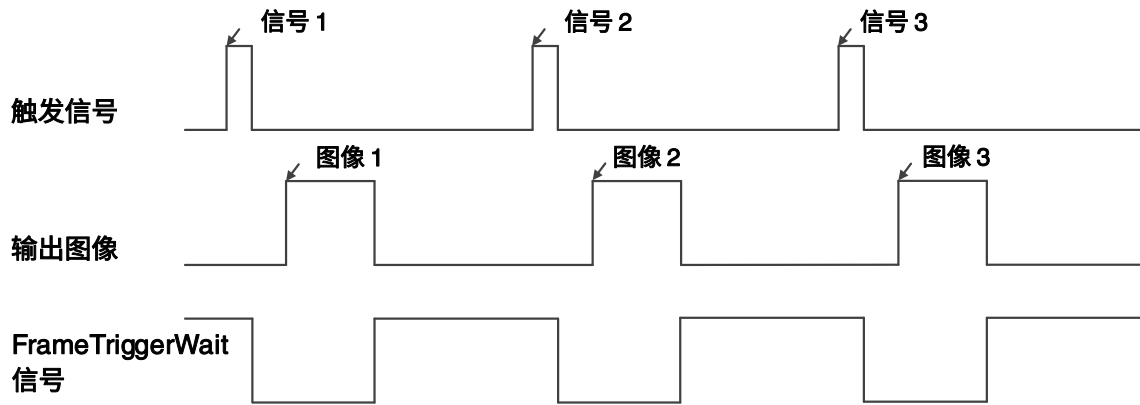 信号 1
信号 2
信号 3
触发信号
图像 1
图像 2
图像 3
输出图像
FrameTriggerWait
信号